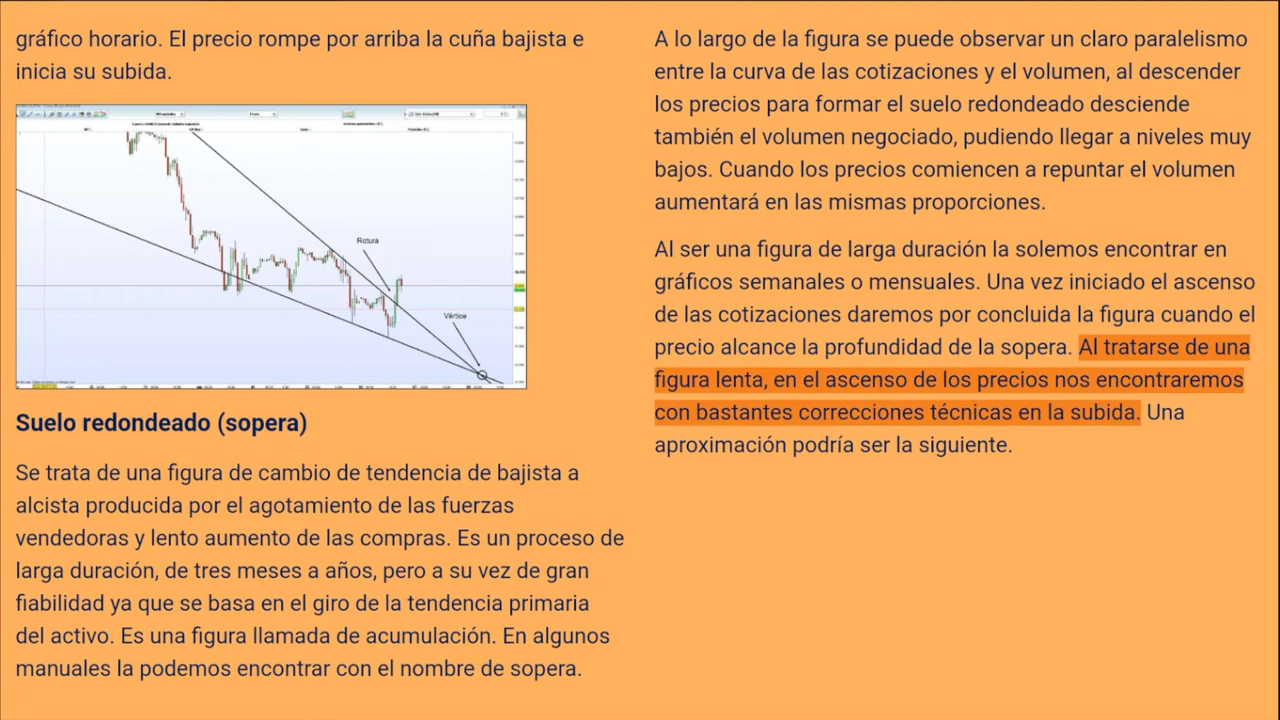 gráfico horario. El precio rompe por arriba la cuña bajista e
inicia su subida.
Rotura
Vértice
Suelo redondeado (sopera)
Se trata de una figura de cambio de tendencia de bajista a
alcista producida por el agotamiento de las fuerzas
vendedoras y lento aumento de las compras. Es un proceso de
larga duración, de tres meses a años, pero a su vez de gran
fiabilidad ya que se basa en el giro de la tendencia primaria
del activo. Es una figura llamada de acumulación. En algunos
manuales la podemos encontrar con el nombre de sopera.
A lo largo de la figura se puede observar un claro paralelismo
entre la curva de las cotizaciones y el volumen, al descender
los precios para formar el suelo redondeado desciende
también el volumen negociado, pudiendo llegar a niveles muy
bajos. Cuando los precios comiencen a repuntar el volumen
aumentará en las mismas proporciones.
Al ser una figura de larga duración la solemos encontrar en
gráficos semanales o mensuales. Una vez iniciado el ascenso
de las cotizaciones daremos por concluida la figura cuando el
precio alcance la profundidad de la sopera. Al tratarse de una
figura lenta, en el ascenso de los precios nos encontraremos
con bastantes correcciones técnicas en la subida. Una
aproximación podría ser la siguiente.